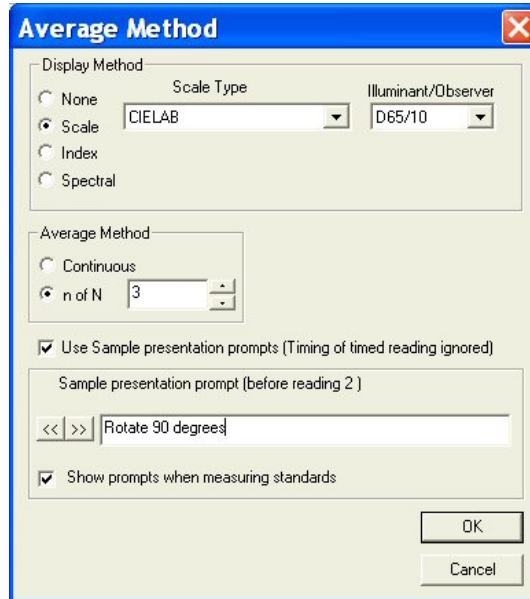 Average Method
Display Method
None
Scale
Index
Spectral
Scale Type
CIELAB
Illuminant/Observer
D65/10
Average Method
Continuous
n of N
3
Use Sample presentation prompts (Timing of timed reading ignored)
Sample presentation prompt (before reading 2 )
<< >> Rotate 90 degrees
Show prompts when measuring standards
OK
Cancel